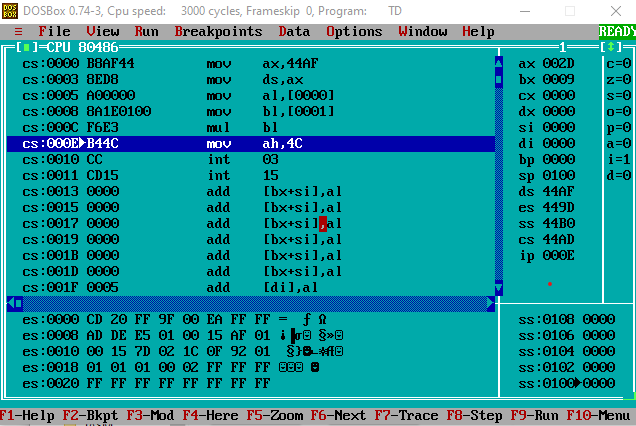 DOSBox 0.74-3, Cpu speed: 3000 cycles, Frameskip 0, Program: TD
≡ File View Run Breakpoints Data Options Window Help READY
[■]=CPU 80486 1=[↕]
cs:0000 B8AF44 mov ax,44AF ax 002D c=0
cs:0003 8ED8 mov ds,ax bx 0009 z=0
cs:0005 A00000 mov al,[0000] cx 0000 s=0
cs:0008 8A1E0100 mov bl,[0001] dx 0000 o=0
cs:000C F6E3 mul bl si 0000 p=0
cs:000E►B44C mov ah,4C di 0000 a=0
cs:0010 CC int 03 bp 0000 i=1
cs:0011 CD15 int 15 sp 0100 d=0
cs:0013 0000 add [bx+si],al ds 44AF
cs:0015 0000 add [bx+si],al es 449D
cs:0017 0000 add [bx+si],al ss 44B0
cs:0019 0000 add [bx+si],al cs 44AD
cs:001B 0000 add [bx+si],al ip 000E
cs:001D 0000 add [bx+si],al
cs:001F 0005 add [di],al
es:0000 CD 20 FF 9F 00 EA FF FF = ƒ Ω ss:0108 0000
es:0008 AD DE E5 01 00 15 AF 01 ss:0106 0000
es:0010 00 15 7D 02 1C 0F 92 01 ss:0104 0000
es:0018 01 01 01 00 02 FF FF FF ☺☺☺ ☻ ss:0102 0000
es:0020 FF FF FF FF FF FF FF FF ss:0100►0000
F1-Help F2-Bkpt F3-Mod F4-Here F5-Zoom F6-Next F7-Trace F8-Step F9-Run F10-Menu